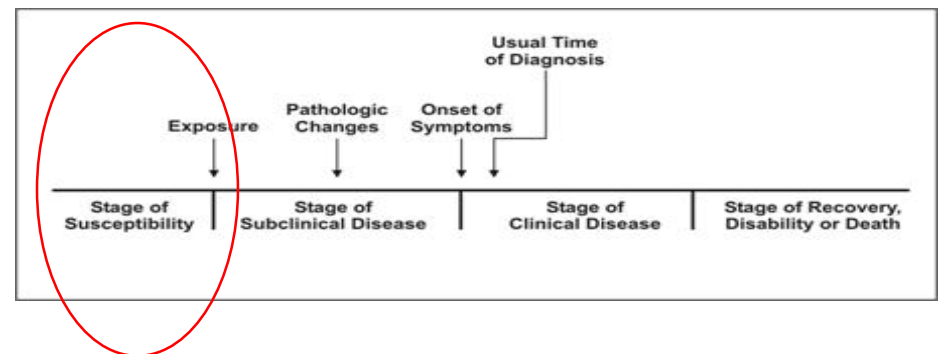 Usual Time
of Diagnosis
Pathologic
Changes
Onset of
Symptoms
Exposure
Stage of
Susceptibility
Stage of
Subclinical Disease
Stage of
Clinical Disease
Stage of Recovery,
Disability or Death